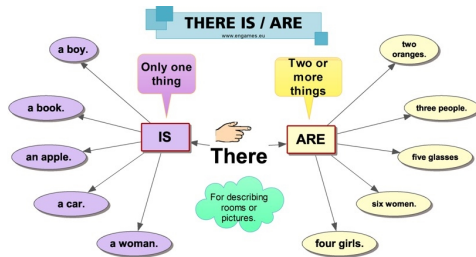 THERE IS / ARE
www.engames.eu
Only one
thing
Two or
more
things
a boy.
a book.
an apple.
a car.
a woman.
IS
There
ARE
two
oranges.
three people.
five glasses
six women.
four girls.
For describing
rooms or
pictures.